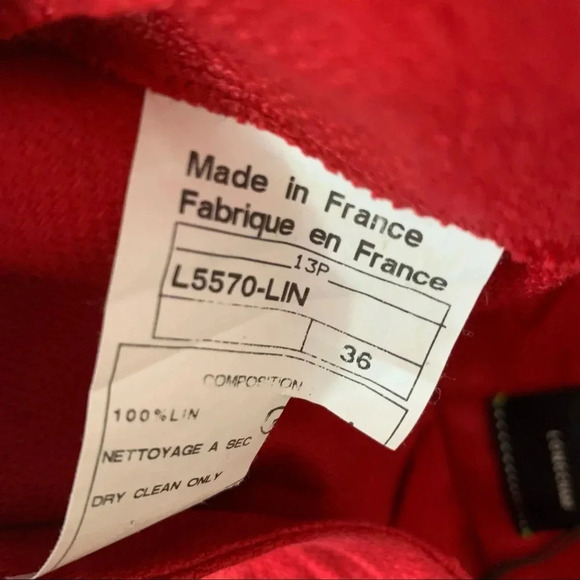 Made in France
Fabrique en France
13P
L5570-LIN
36
COMPOSITION
100%LIN
NETTOYAGE A SEC
DRY CLEAN ONLY